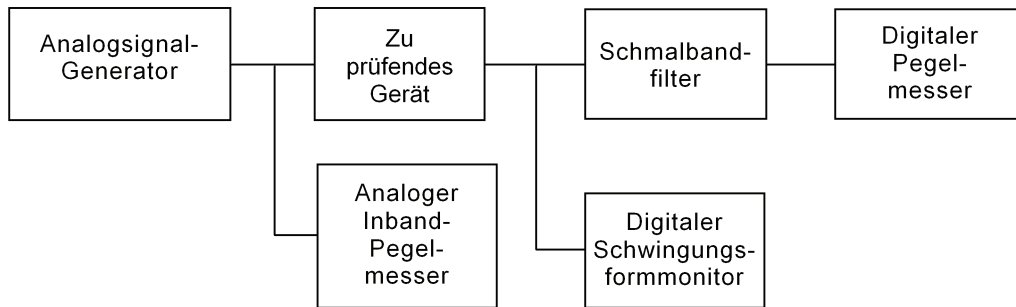 Analogsignal-
Generator
Zu
prüfendes
Gerät
Schmalband-
filter
Digitaler
Pegel-
messer
Analoger
Inband-
Pegel-
messer
Digitaler
Schwingungs-
formmonitor